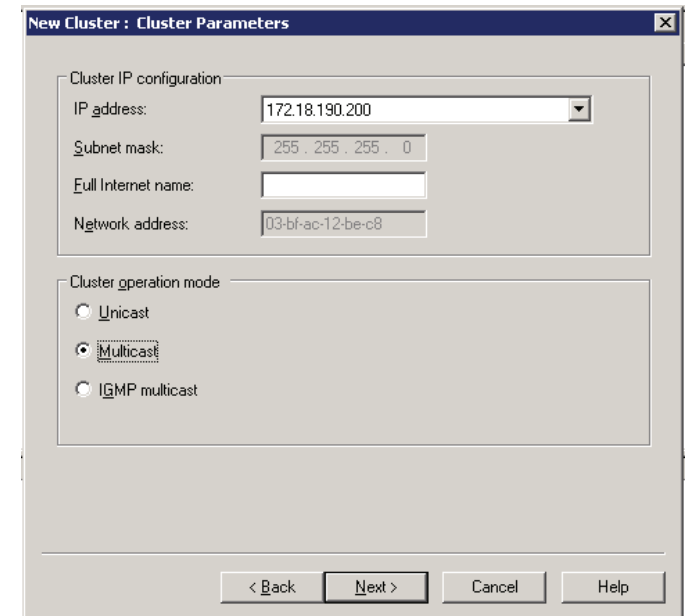 New Cluster : Cluster Parameters
Cluster IP configuration
IP address: 172.18.190.200
Subnet mask: 255 . 255 . 255 . 0
Full Internet name:
Network address: 03-bf-ac-12-be-c8
Cluster operation mode
Unicast
Multicast
IGMP multicast
< Back Next > Cancel Help